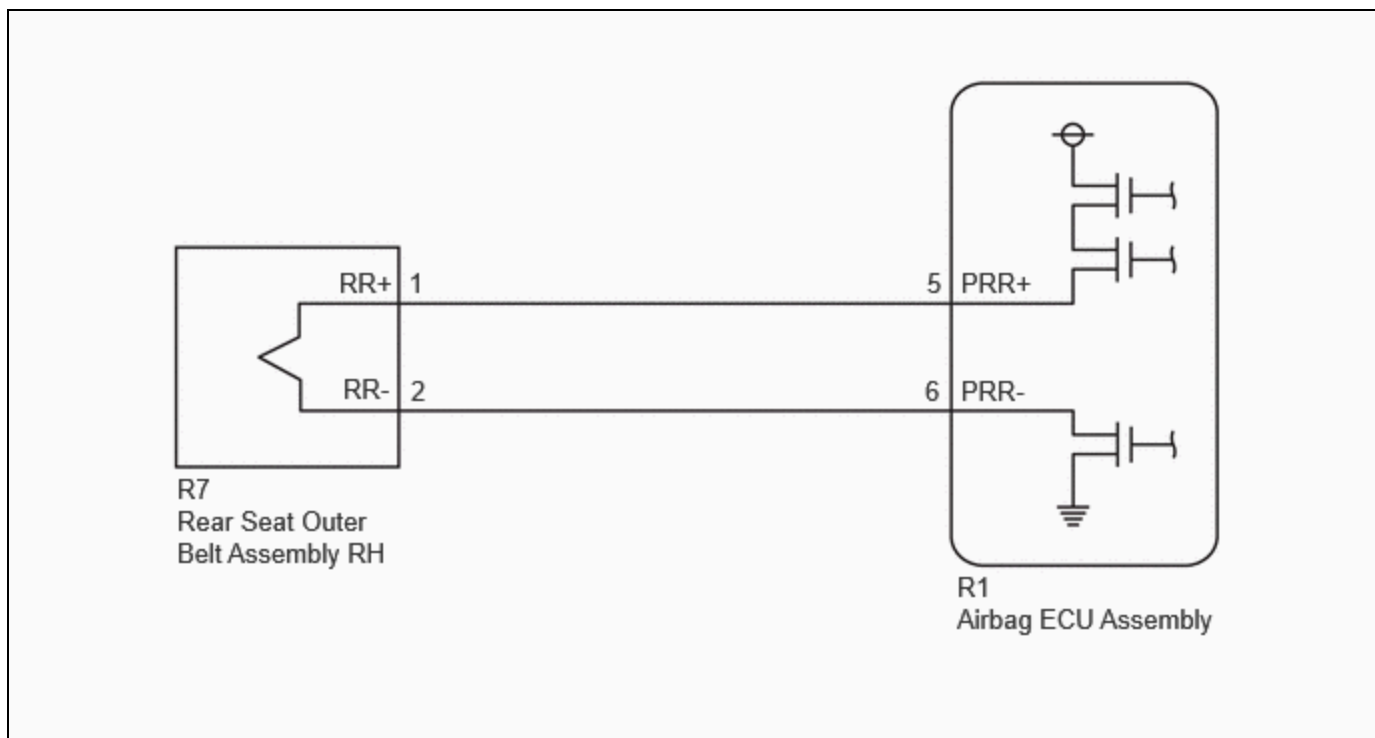 RR+ 1
5 PRR+
RR- 2
6 PRR-
R7
Rear Seat Outer
Belt Assembly RH
R1
Airbag ECU Assembly